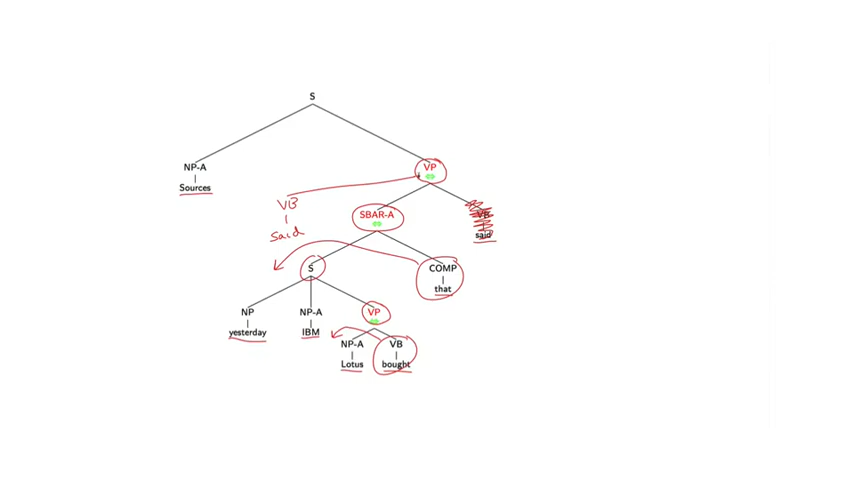 S
NP-A VP
Sources
VB SBAR-A VB
said said
S COMP
that
NP NP-A VP
yesterday IBM
NP-A VB
Lotus bought